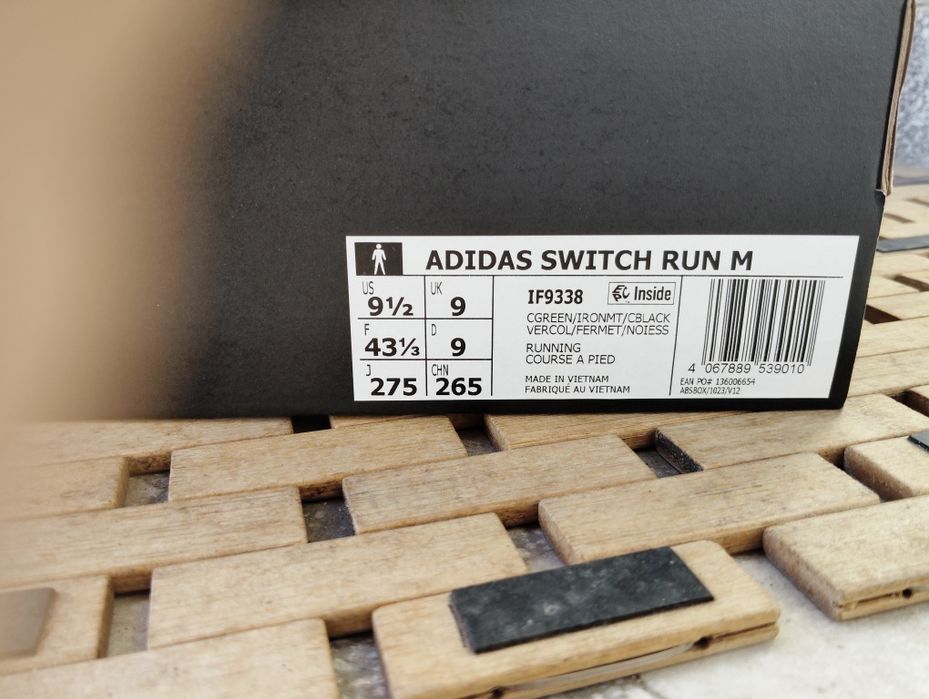 ADIDAS SWITCH RUN M
US
9½
UK
9
F
43⅓
D
9
J
275
CHN
265
IF9338
Inside
CGREEN/IRONMT/CBLACK
VERCOL/FERMET/NOIESS
RUNNING
COURSE A PIED
MADE IN VIETNAM
FABRIQUÉ AU VIETNAM
4 067889 539010
EAN PO# 136006654
ABSBOX/1023/V12